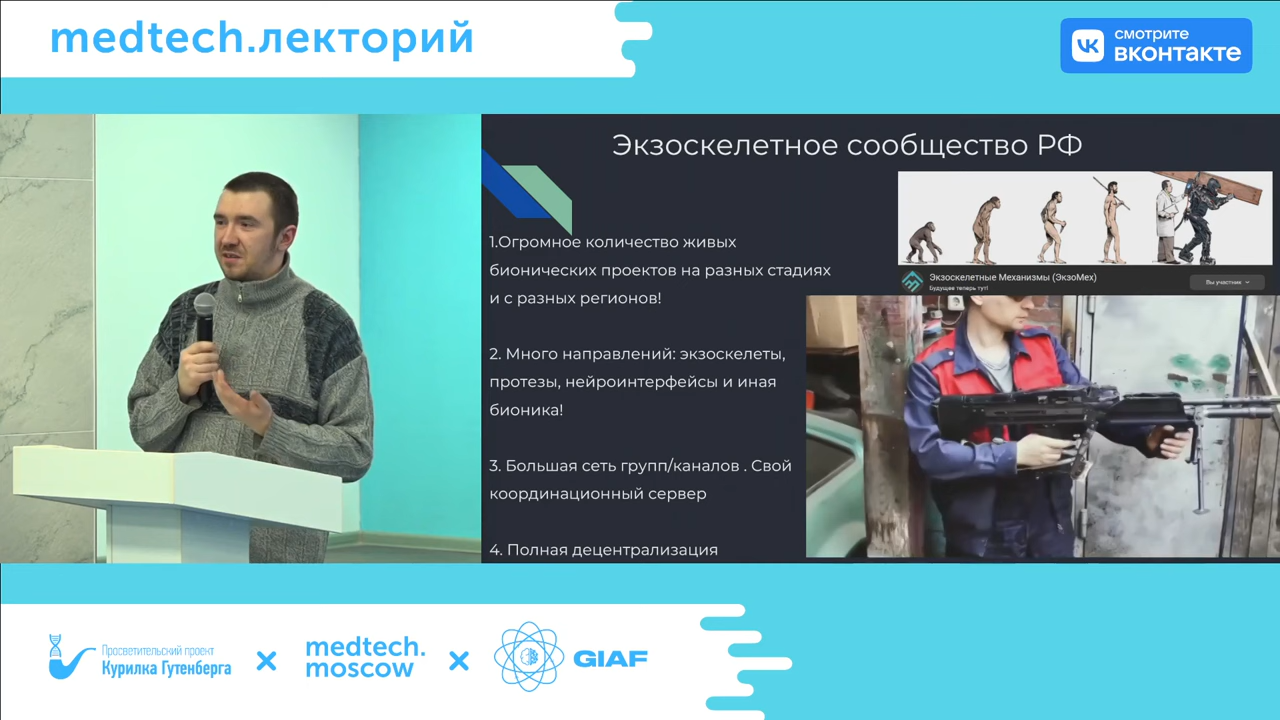 medtech.лекторий
смотрите
вконтакте
Экзоскелетное сообщество РФ
1.Огромное количество живых
бионических проектов на разных стадиях
и с разных регионов!
2. Много направлений: экзоскелеты,
протезы, нейроинтерфейсы и иная
бионика!
3. Большая сеть групп/каналов . Свой
координационный сервер
4. Полная децентрализация
Экзоскелетные Механизмы (ЭкзоМех)
Будущее теперь тут!
Вы участник
Просветительский проект
Курилка Гутенберга
medtech.
moscow
GIAF